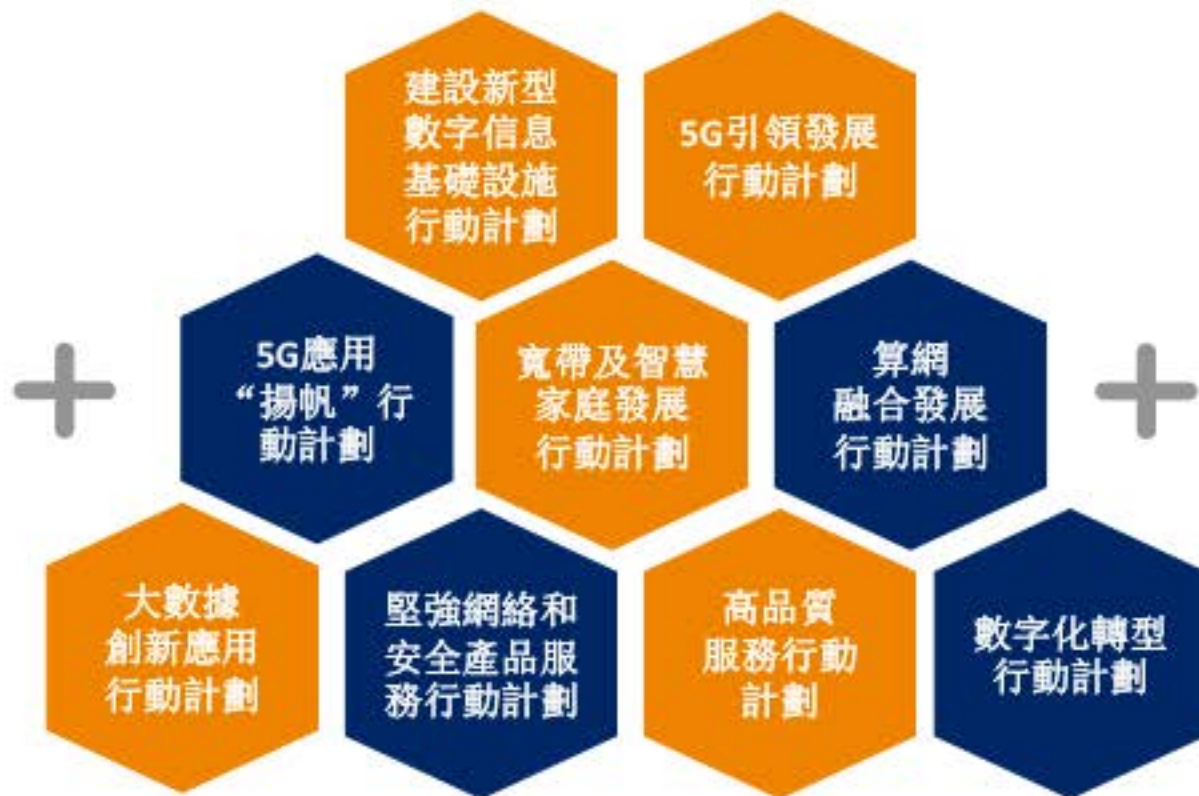 建設新型
數字信息
基礎設施
行動計劃
5G引領發展
行動計劃
5G應用
“揚帆”行
動計劃
寬帶及智慧
家庭發展
行動計劃
算網
融合發展
行動計劃
大數據
創新應用
行動計劃
堅強網絡和
安全產品服
務行動計劃
高品質
服務行動
計劃
數字化轉型
行動計劃